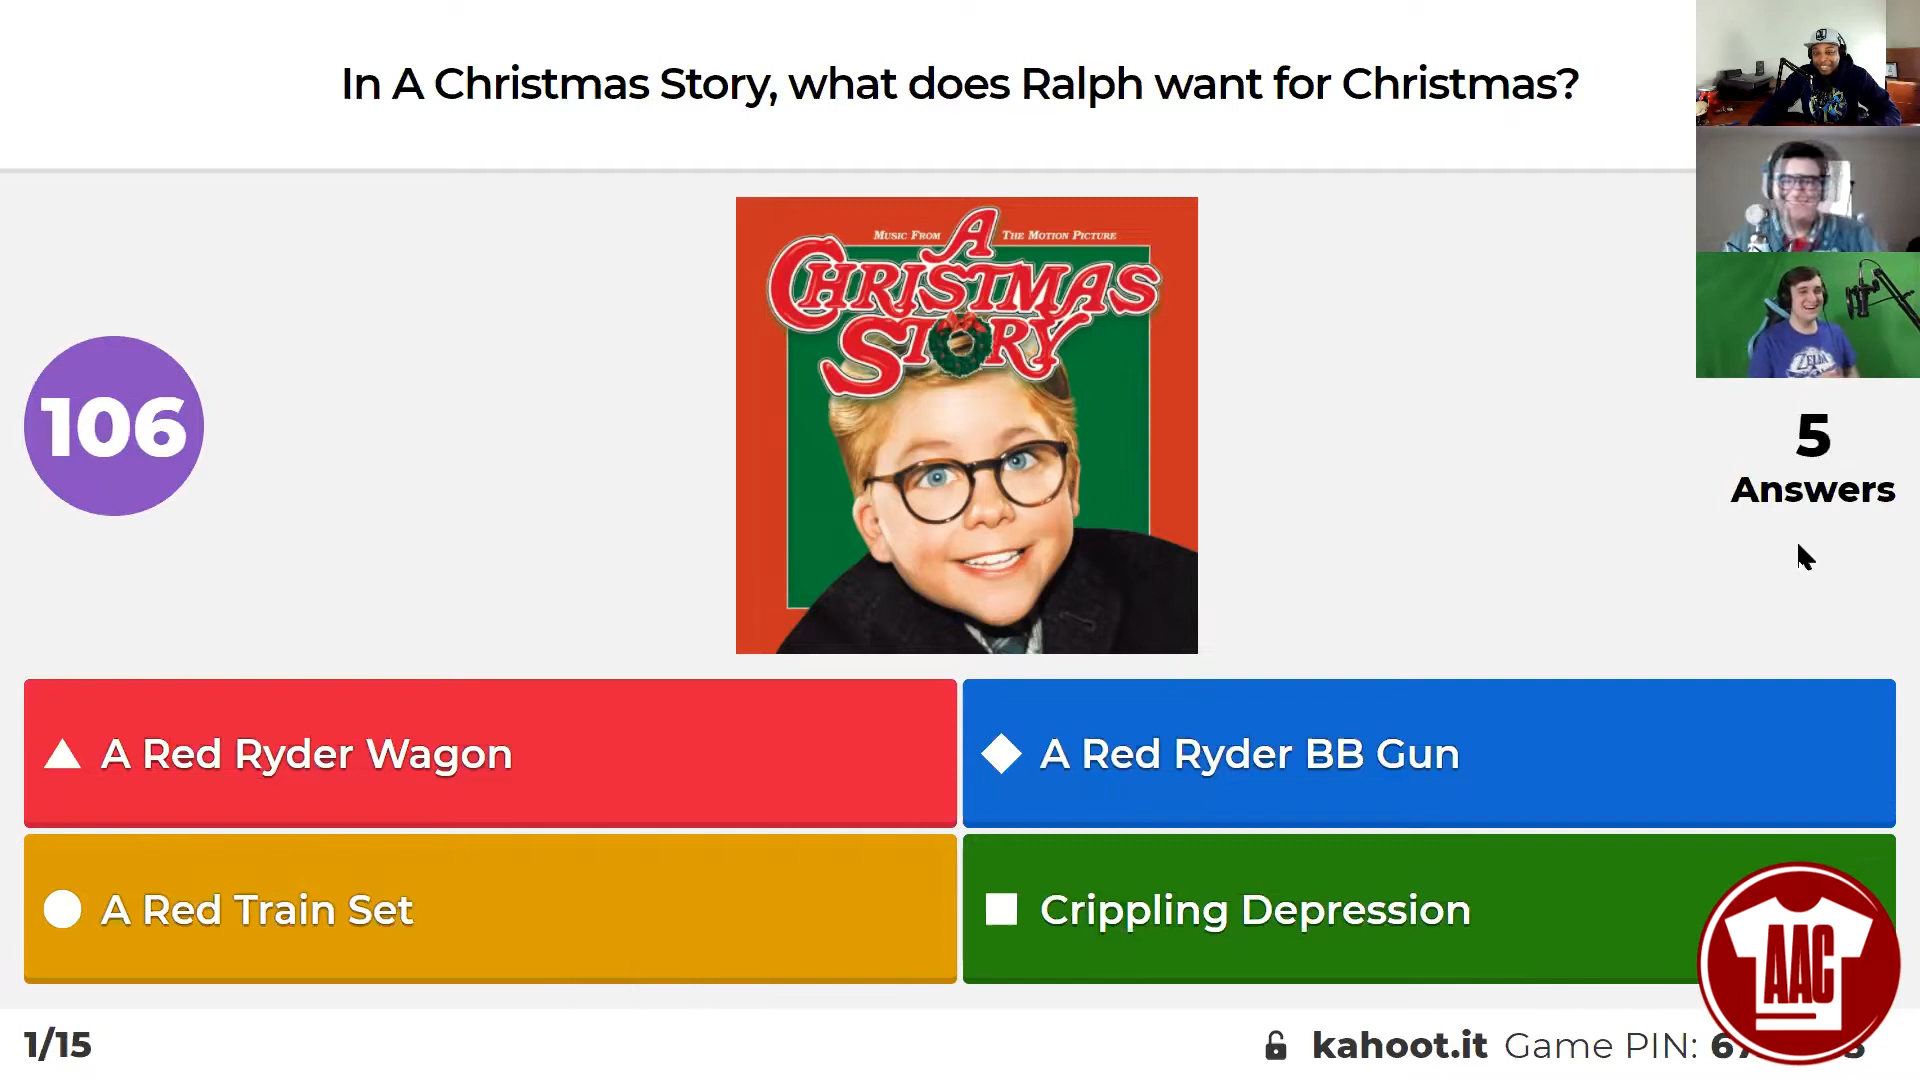 In A Christmas Story, what does Ralph want for Christmas?
MUSIC FROM THE MOTION PICTURE
A
CHRISTMAS
STORY
ZELDA
106
5
Answers
A Red Ryder Wagon
A Red Ryder BB Gun
A Red Train Set
Crippling Depression
AAC
1/15
kahoot.it Game PIN: